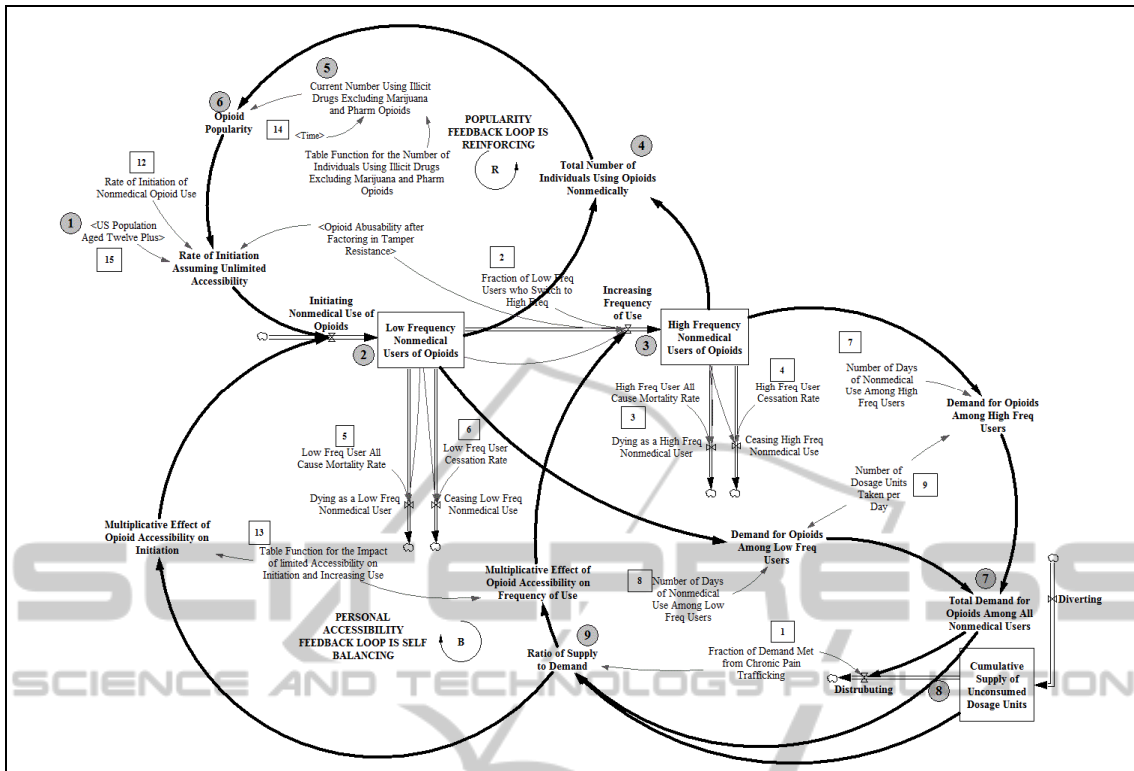 5
Current Number Using Illicit
Drugs Excluding Marijuana
and Pharm Opioids
6
Opioid
Popularity
14
<Time>
POPULARITY
FEEDBACK LOOP IS
REINFORCING
R
Table Function for the Number of
Individuals Using Illicit Drugs
Excluding Marijuana and Pharm
Opioids
4
Total Number of
Individuals Using Opioids
Nonmedically
12
Rate of Initiation of
Nonmedical Opioid Use
1
<US Population
Aged Twelve Plus>
15
Rate of Initiation
Assuming Unlimited
Accessibility
<Opioid Abusability after
Factoring in Tamper
Resistance>
2
Fraction of Low Freq
Users who Switch to
High Freq
Initiating
Nonmedical Use of
Opioids
Increasing
Frequency
of Use
2
Low Frequency
Nonmedical
Users of Opioids
3
High Frequency
Nonmedical
Users of Opioids
7
Number of Days
of Nonmedical
Use Among High
Freq Users
Demand for Opioids
Among High Freq
Users
High Freq User All
Cause Mortality Rate
3
Dying as a High Freq
Nonmedical User
4
High Freq User
Cessation Rate
Ceasing High Freq
Nonmedical Use
5
Low Freq User All
Cause Mortality Rate
Dying as a Low Freq
Nonmedical User
6
Low Freq User
Cessation Rate
Ceasing Low Freq
Nonmedical Use
Number of
Dosage Units
Taken per
Day
9
Multiplicative Effect of
Opioid Accessibility on
Initiation
13
Table Function for the Impact
of limited Accessibility on
Initiation and Increasing Use
Multiplicative Effect of
Opioid Accessibility on
Frequency of Use
Demand for Opioids
Among Low Freq
Users
8
Number of Days
of Nonmedical
Use Among Low
Freq Users
7
Total Demand for
Opioids Among All
Nonmedical Users
Diverting
PERSONAL
ACCESSIBILITY
FEEDBACK LOOP IS SELF
BALANCING
B
9
Ratio of Supply
to Demand
1
Fraction of Demand Met
from Chronic Pain
Trafficking
Distrubuting
8
Cumulative
Supply of
Unconsumed
Dosage Units
SCITEPRESS
SCIENCE AND TECHNOLOGY PUBLICATIONS